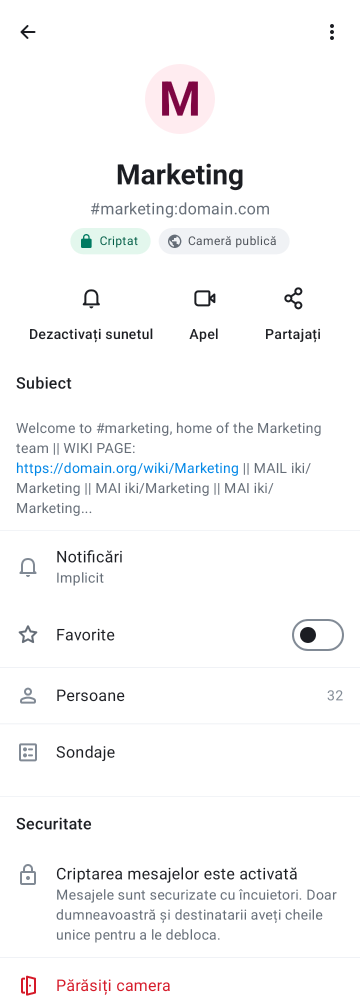 M
Marketing
#marketing:domain.com
Criptat
Cameră publică
Dezactivați sunetul
Apel
Partajați
Subiect
Welcome to #marketing, home of the Marketing
team || WIKI PAGE:
https://domain.org/wiki/Marketing || MAIL iki/
Marketing || MAI iki/Marketing || MAI iki/
Marketing...
Notificări
Implicit
Favorite
Persoane 32
Sondaje
Securitate
Criptarea mesajelor este activată
Mesajele sunt securizate cu încuietori. Doar
dumneavoastră și destinatarii aveți cheile
unice pentru a le debloca.
Părăsiți camera